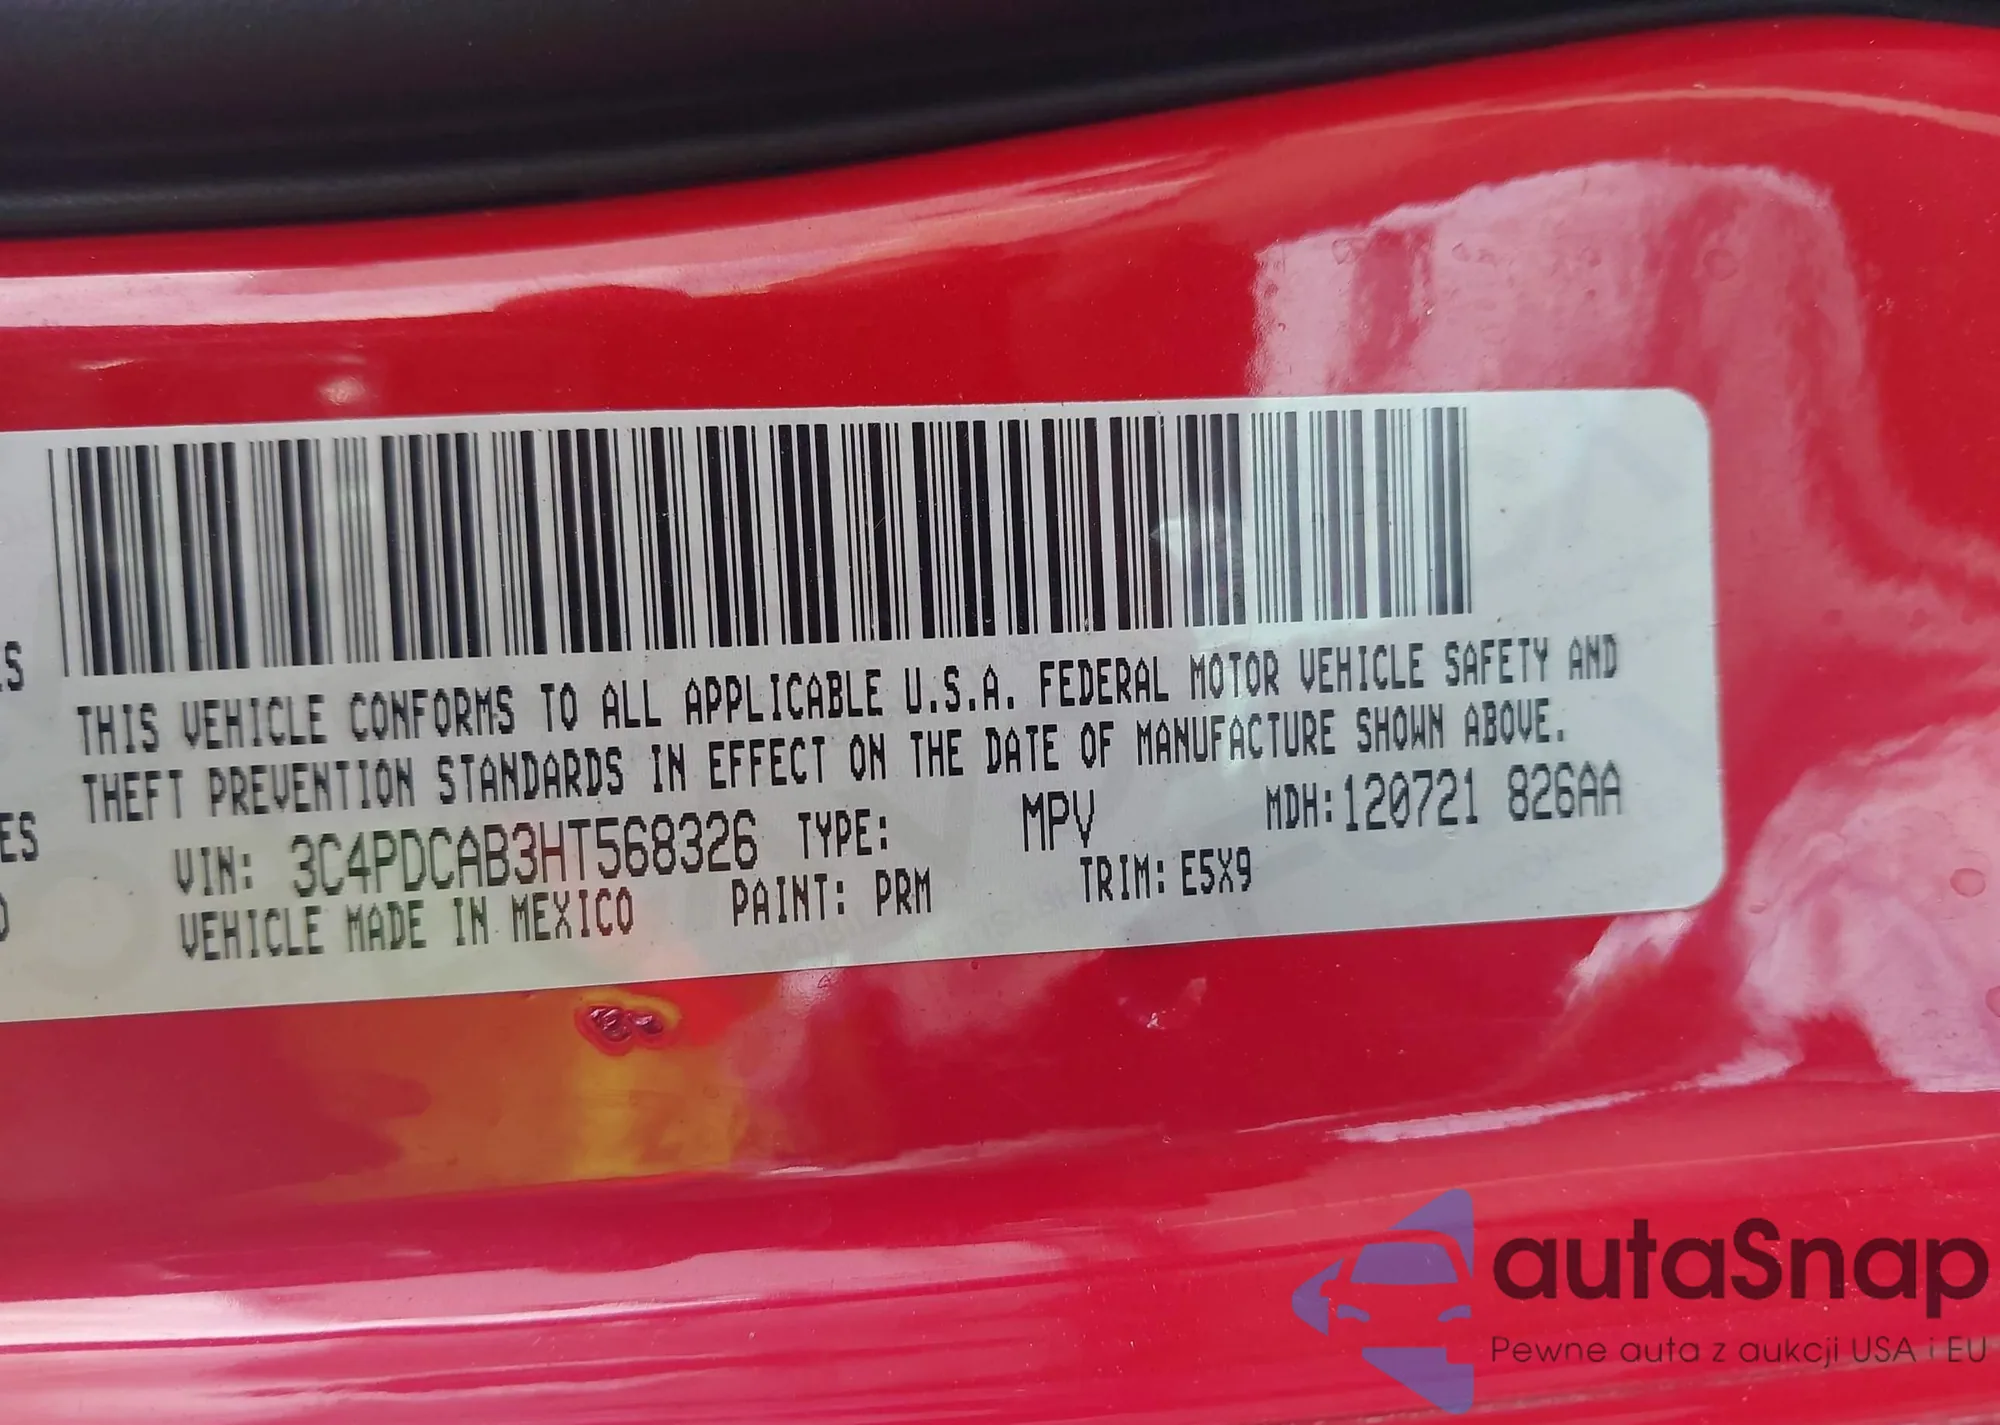 LS
THIS VEHICLE CONFORMS TO ALL APPLICABLE U.S.A. FEDERAL MOTOR VEHICLE SAFETY AND
THEFT PREVENTION STANDARDS IN EFFECT ON THE DATE OF MANUFACTURE SHOWN ABOVE.
ES
VIN: 3C4PDCAB3HT568326 TYPE: MPV MDH:120721 826AA
VEHICLE MADE IN MEXICO PAINT: PRM TRIM: E5X9
autaSnap
Pewne auta z aukcji USA i EU